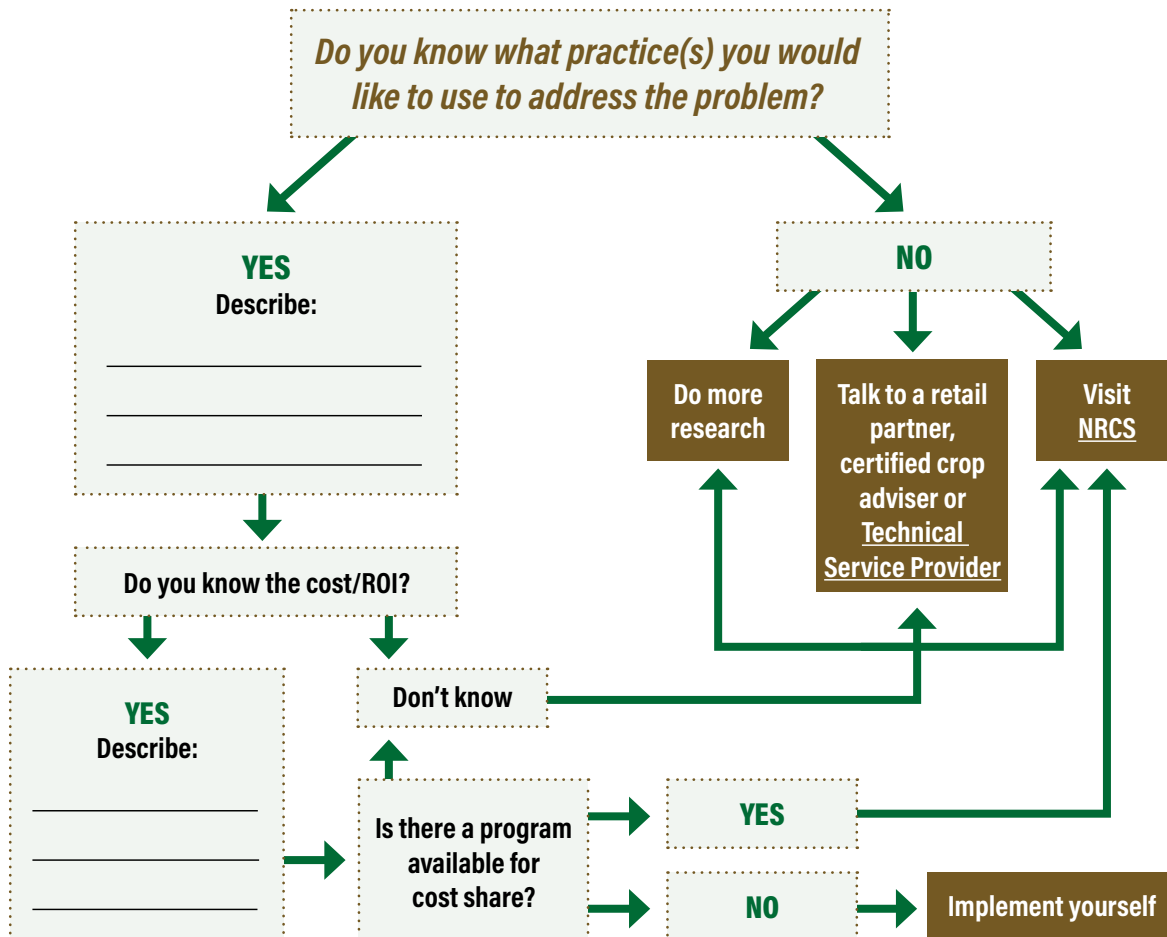 Do you know what practice(s) you would
like to use to address the problem?
YES
Describe:
NO
Do more
research
Talk to a retail
partner,
certified crop
adviser or
Technical
Service Provider
Visit
NRCS
Do you know the cost/ROI?
YES
Describe:
Don't know
Is there a program
available for
cost share?
YES
NO
Implement yourself